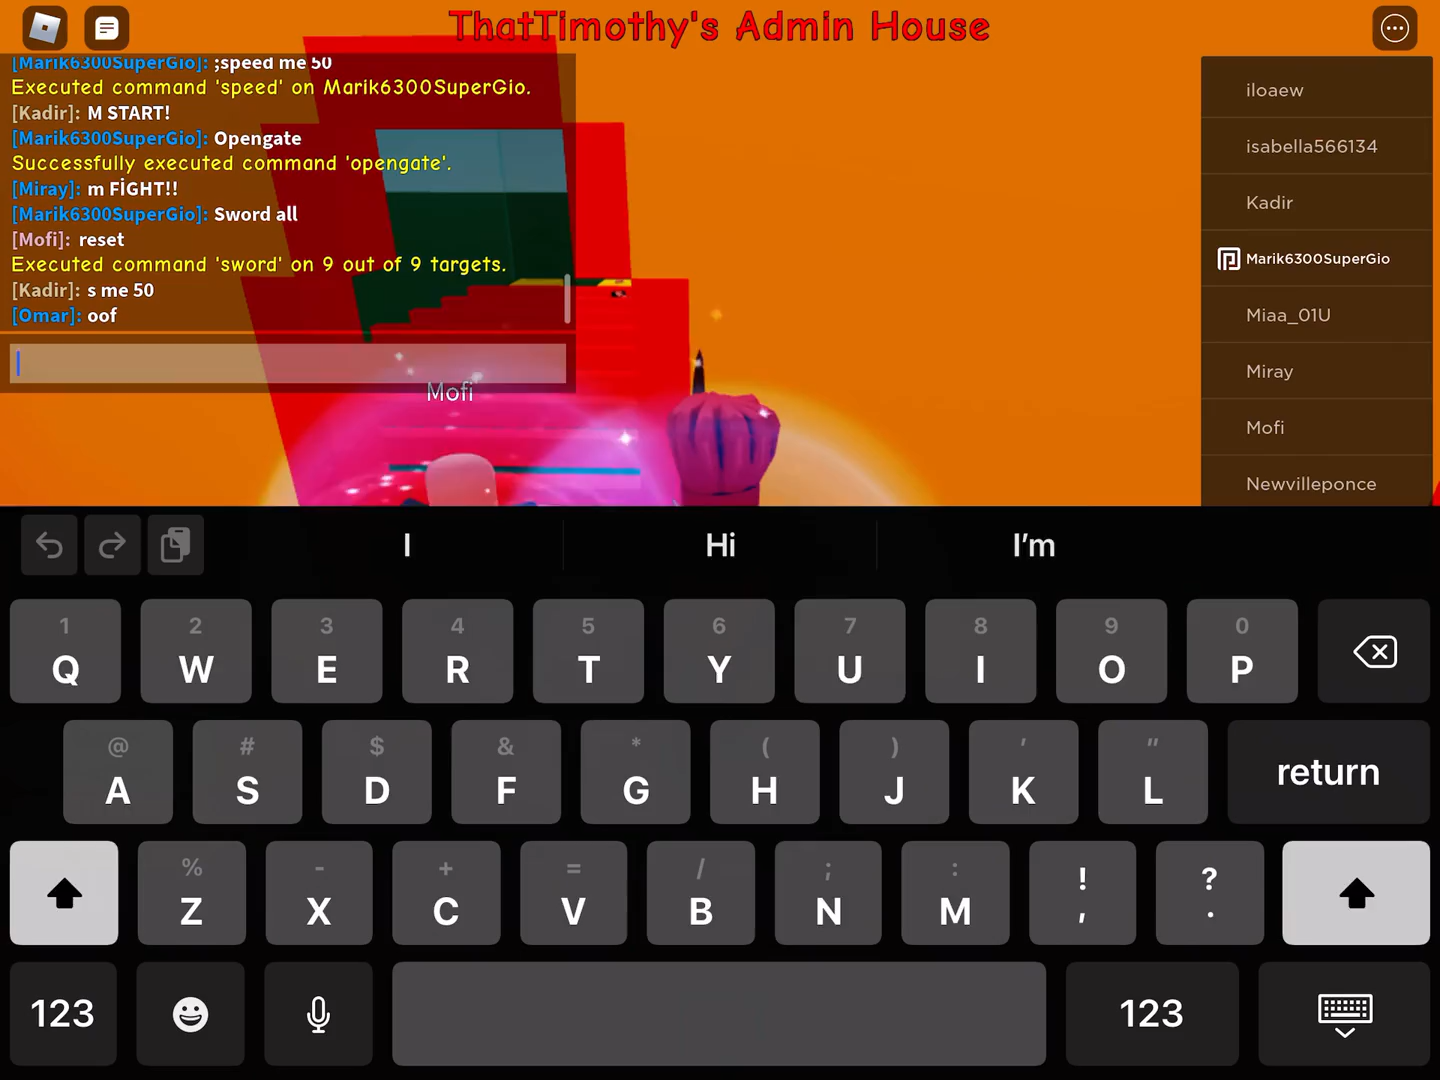 ThatTimothy's Admin House
[Marik6300SuperGio]: ;speed me 50
Executed command 'speed' on Marik6300SuperGio.
[Kadir]: M START!
[Marik6300SuperGio]: Opengate
Successfully executed command 'opengate'.
[Miray]: m FİGHT!!
[Marik6300SuperGio]: Sword all
[Mofi]: reset
Executed command 'sword' on 9 out of 9 targets.
[Kadir]: s me 50
[Omar]: oof
Mofi
iloaew
isabella566134
Kadir
Marik6300SuperGio
Miaa_01U
Miray
Mofi
Newvilleponce
I Hi I'm
1 2 3 4 5 6 7 8 9 0
Q W E R T Y U I O P
@ # $ & * ( ) ' "
A S D F G H J K L return
% - + = / ; : ! ?
Z X C V B N M , .
123 123